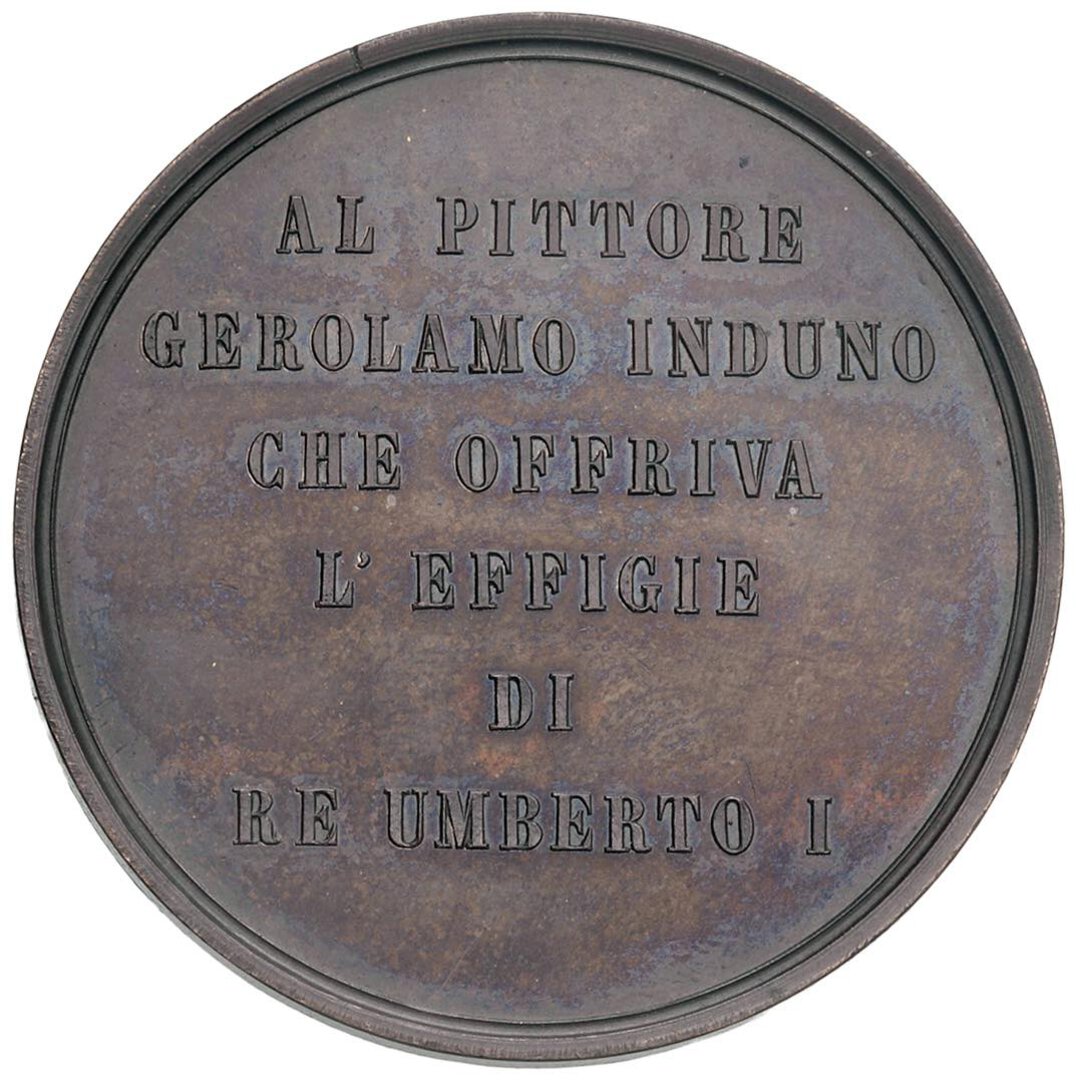 AL PITTORE
GEROLAMO INDUNO
CHE OFFRIVA
L' EFFIGIE
DI
RE UMBERTO I